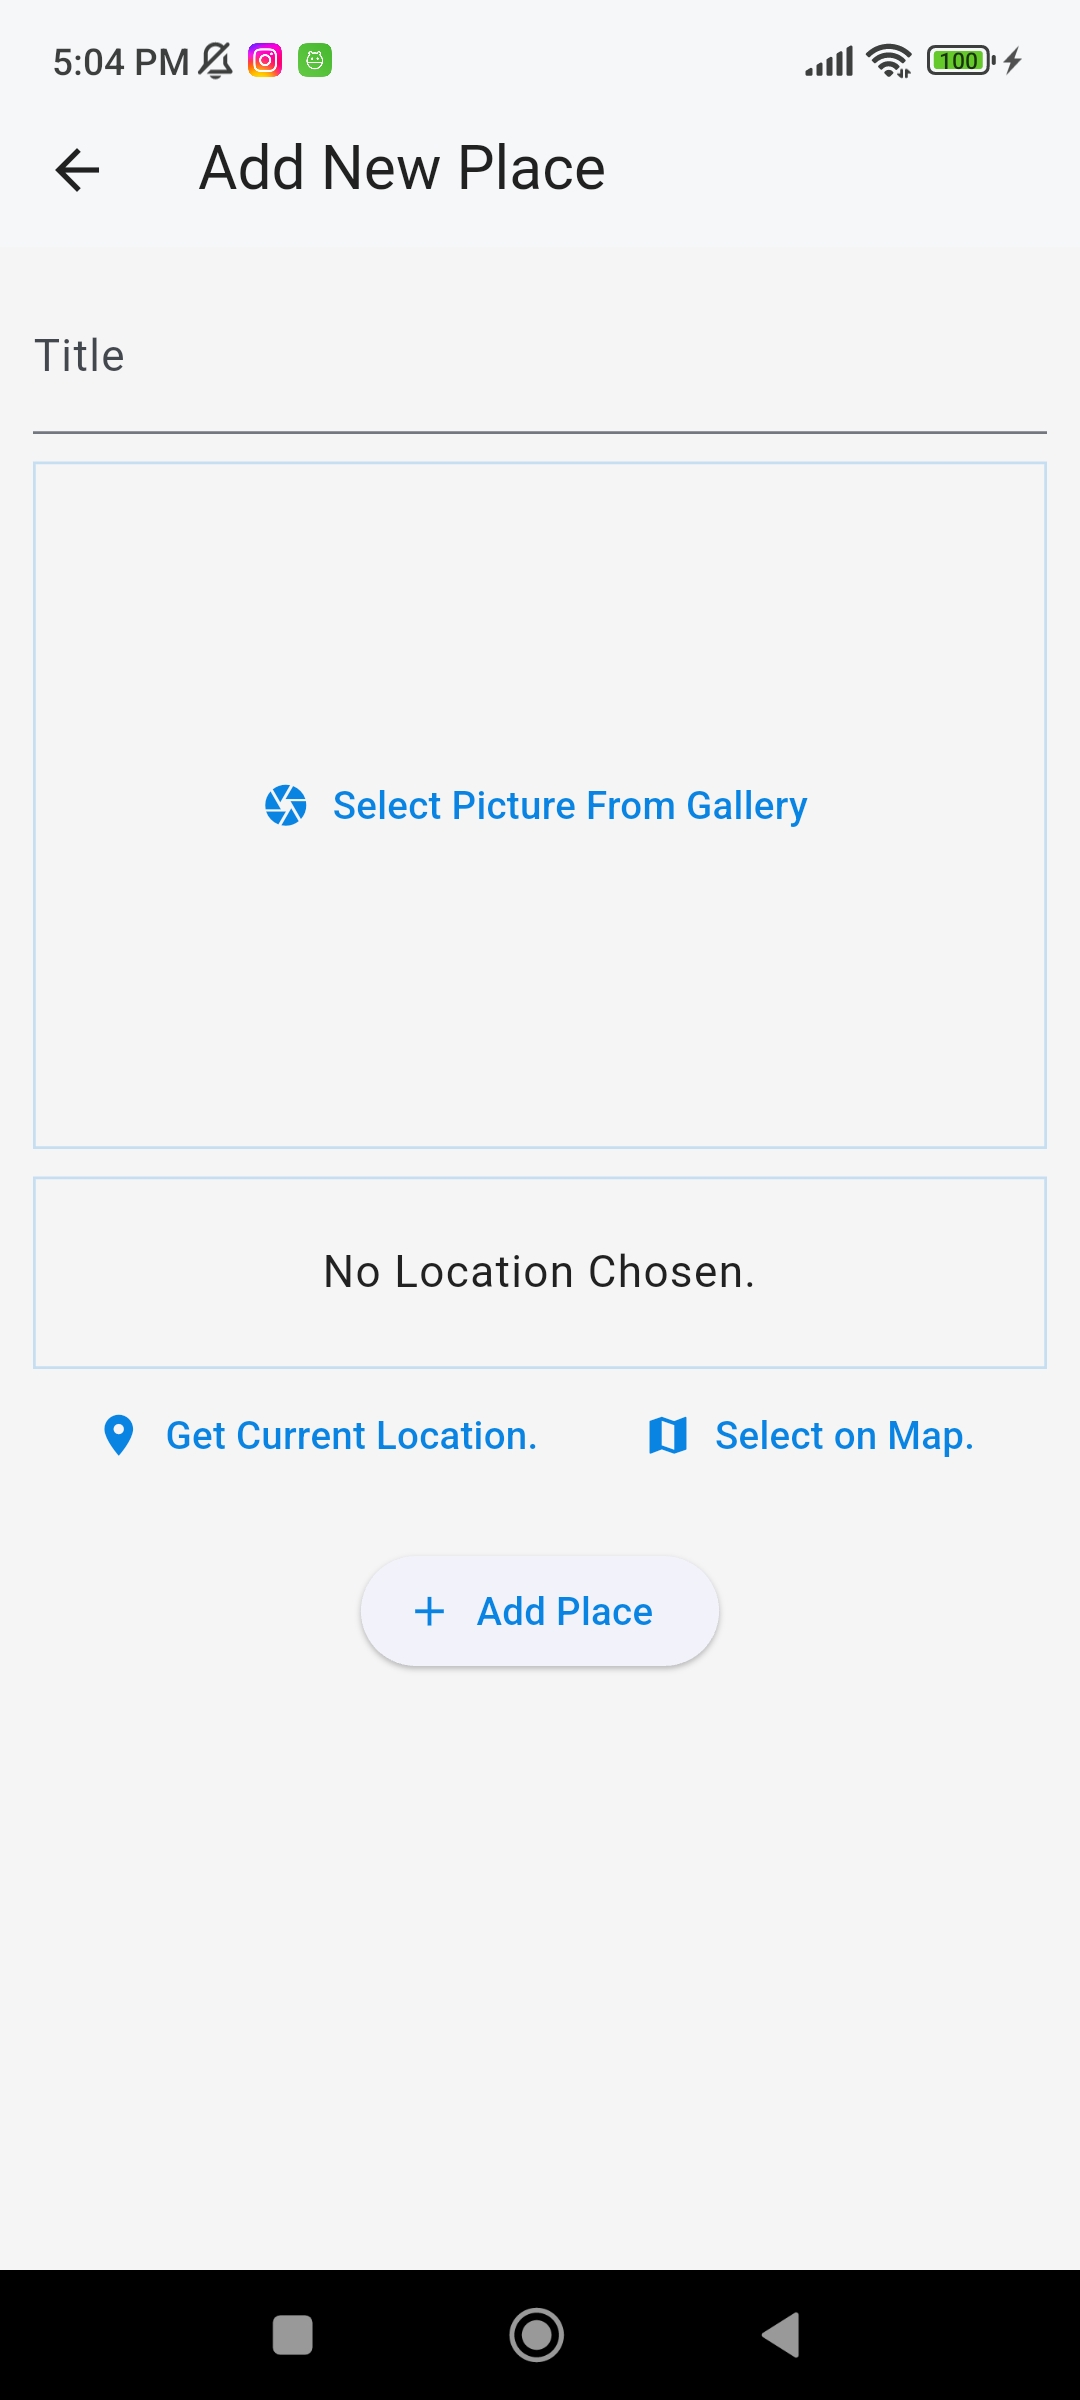 5:04 PM 100
Add New Place
Title
Select Picture From Gallery
No Location Chosen.
Get Current Location. Select on Map.
Add Place